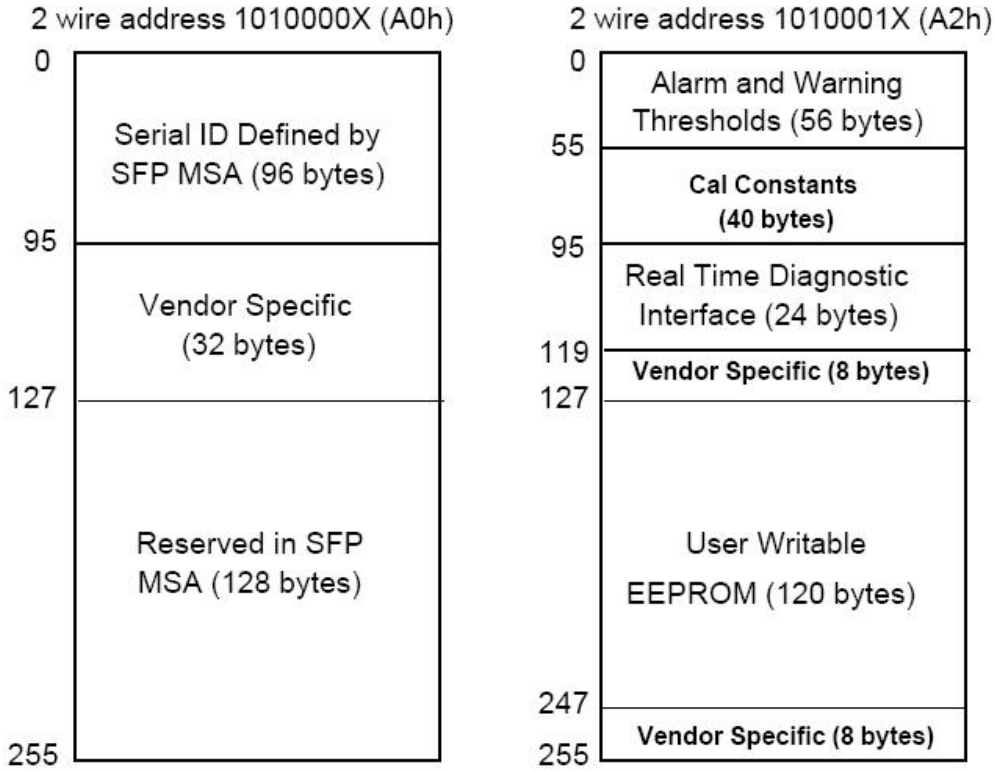 2 wire address 1010000X (A0h)
0
Serial ID Defined by
SFP MSA (96 bytes)
95
Vendor Specific
(32 bytes)
127
Reserved in SFP
MSA (128 bytes)
255
2 wire address 1010001X (A2h)
0
Alarm and Warning
Thresholds (56 bytes)
55
Cal Constants
(40 bytes)
95
Real Time Diagnostic
Interface (24 bytes)
119
Vendor Specific (8 bytes)
127
User Writable
EEPROM (120 bytes)
247
Vendor Specific (8 bytes)
255